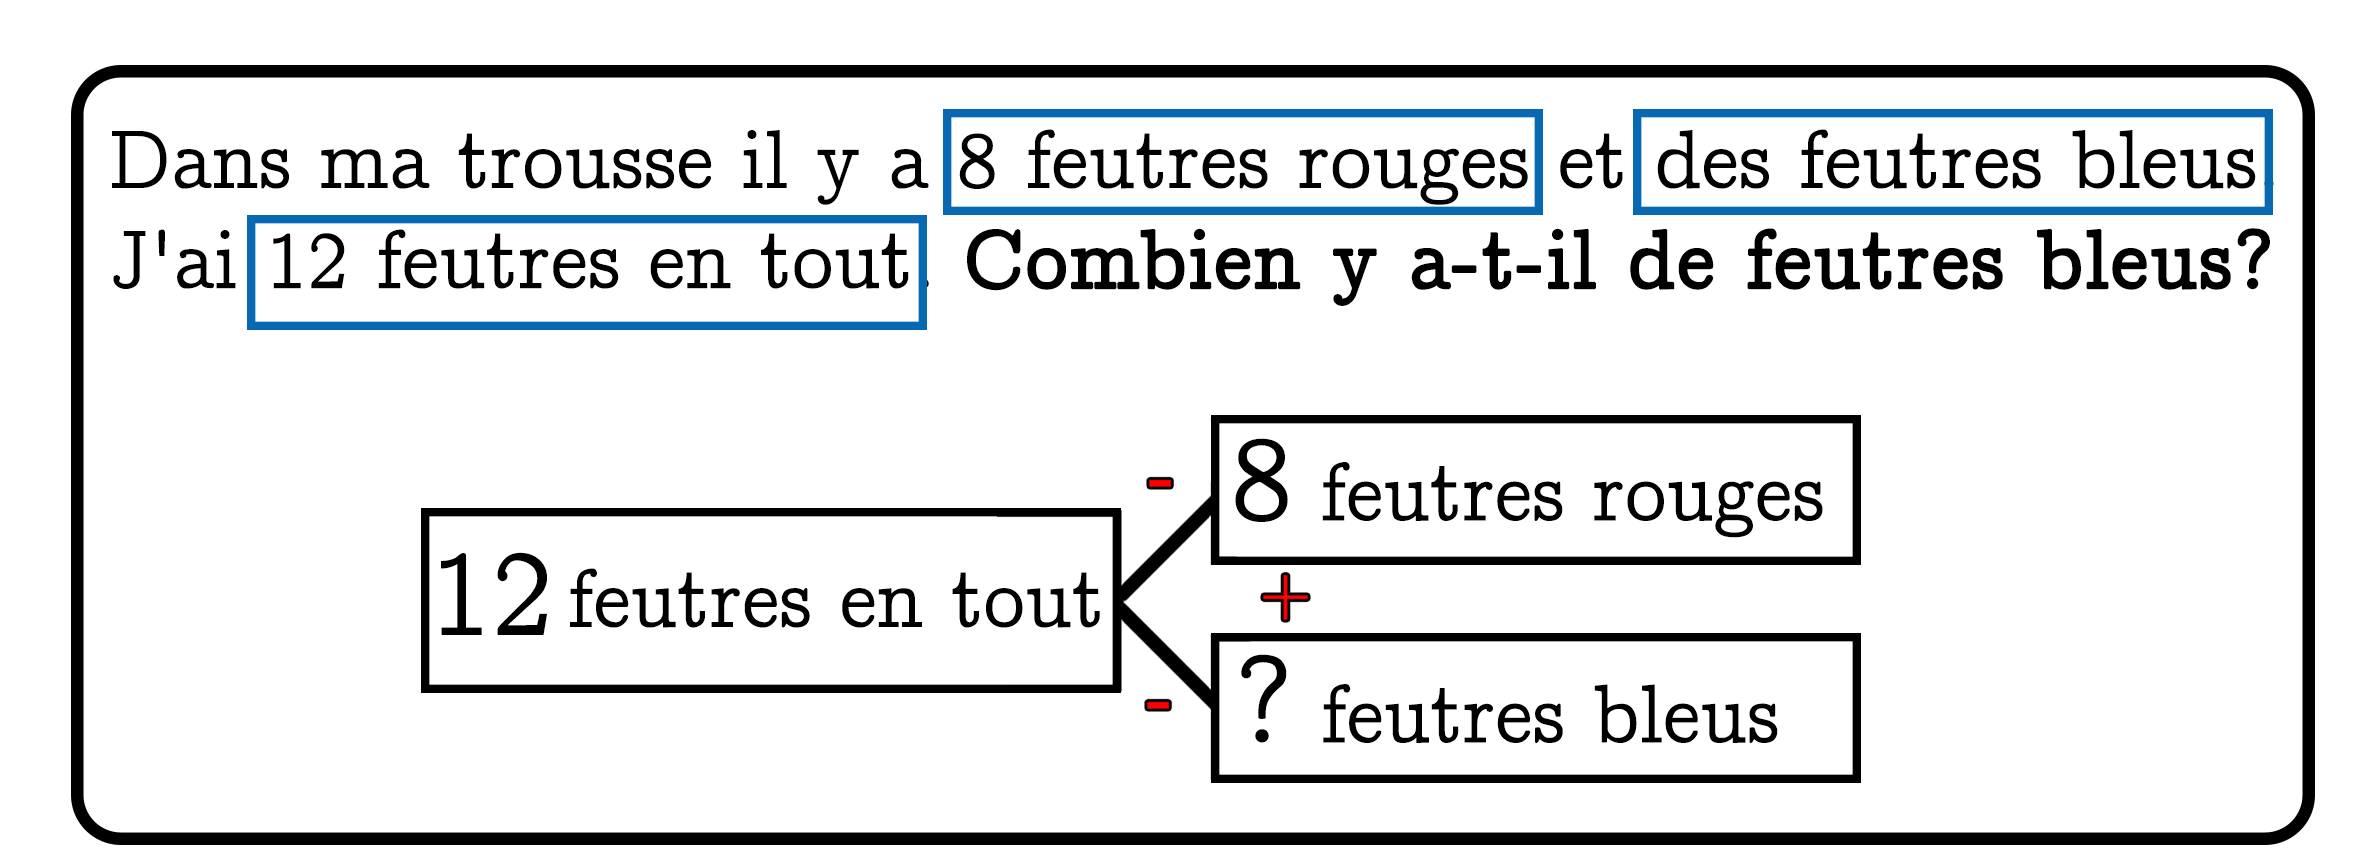 Dans ma trousse il y a 8 feutres rouges et des feutres bleus.
J'ai 12 feutres en tout. Combien y a-t-il de feutres bleus?
- 8 feutres rouges
12 feutres en tout
+
- ? feutres bleus